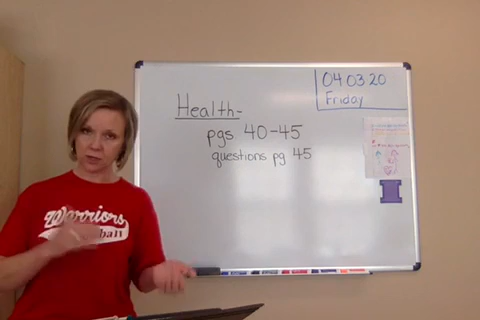 04 03 20
Friday
Health-
pgs 40-45
questions pg 45
Warriors